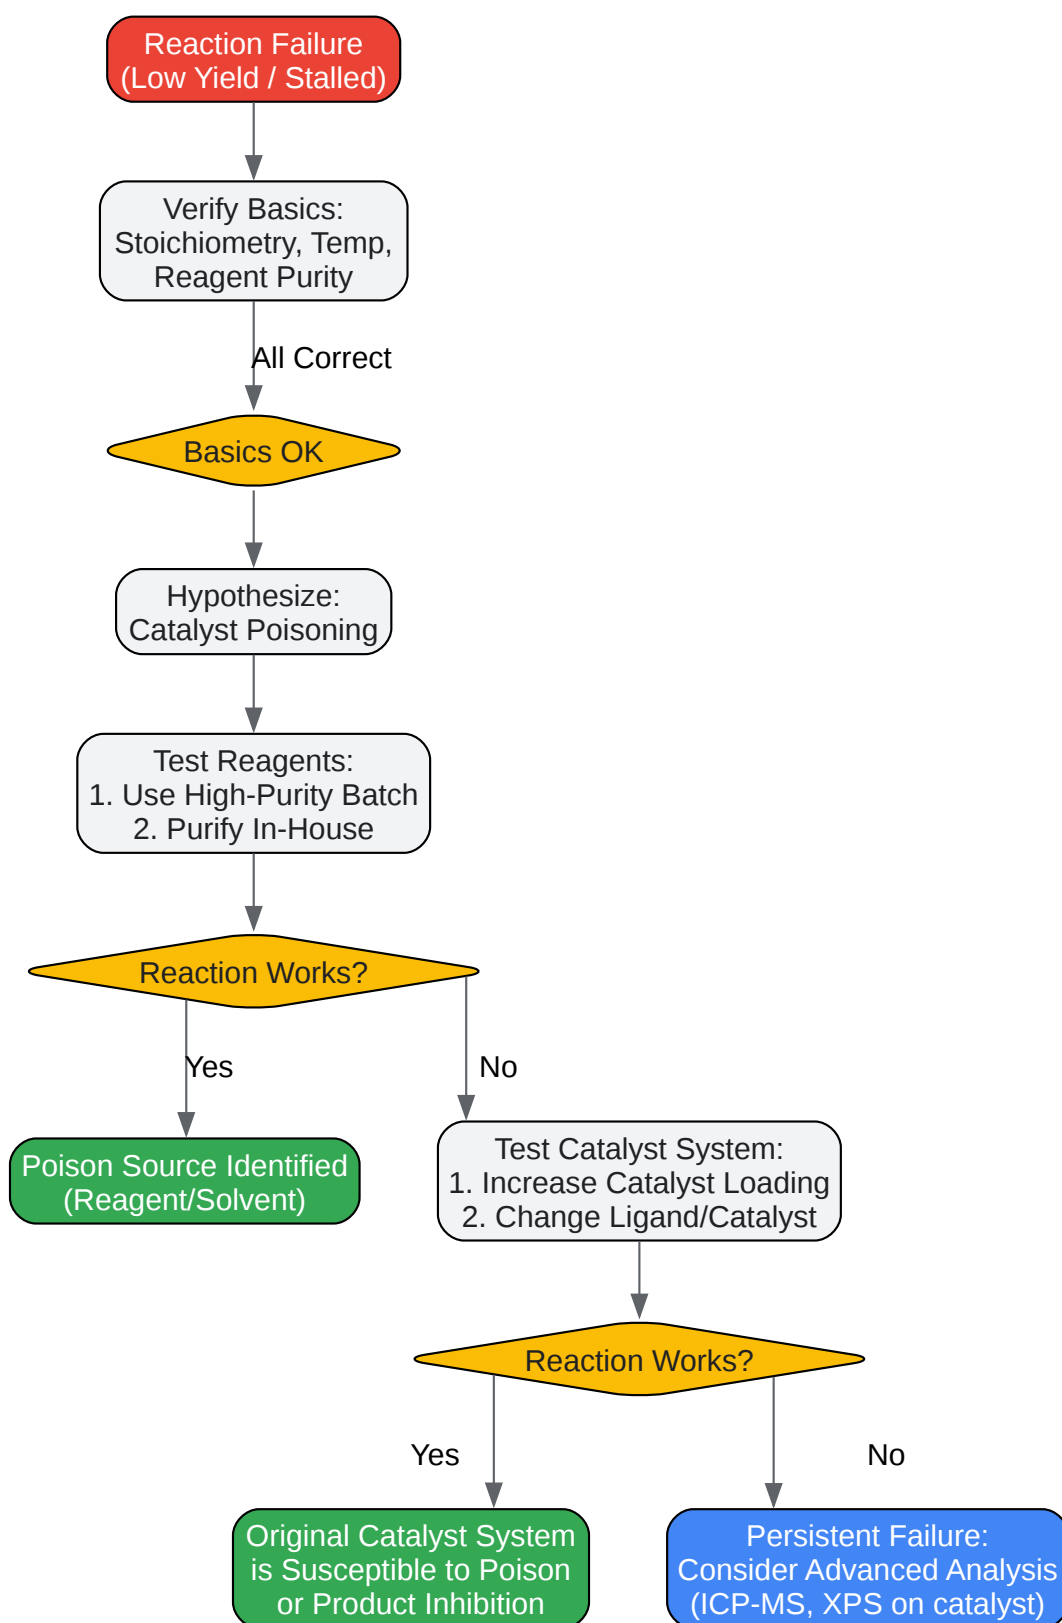 Reaction Failure
(Low Yield / Stalled)
Verify Basics:
Stoichiometry, Temp,
Reagent Purity
All Correct
Basics OK
Hypothesize:
Catalyst Poisoning
Test Reagents:
1. Use High-Purity Batch
2. Purify In-House
Reaction Works?
Yes
No
Poison Source Identified
(Reagent/Solvent)
Test Catalyst System:
1. Increase Catalyst Loading
2. Change Ligand/Catalyst
Reaction Works?
Yes
No
Original Catalyst System
is Susceptible to Poison
or Product Inhibition
Persistent Failure:
Consider Advanced Analysis
(ICP-MS, XPS on catalyst)